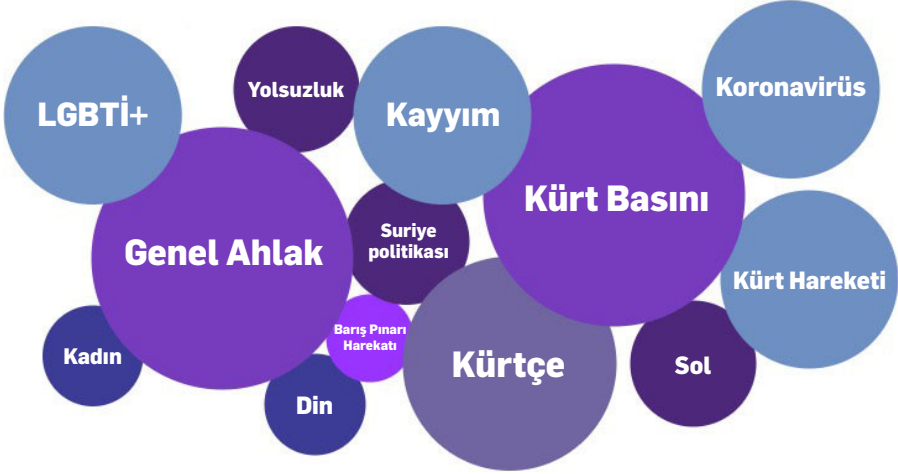 LGBTİ+
Yolsuzluk
Kayyım
Koronavirüs
Genel Ahlak
Suriye
politikası
Kürt Basını
Kürt Hareketi
Kadın
Barış Pınarı
Harekatı
Din
Kürtçe
Sol